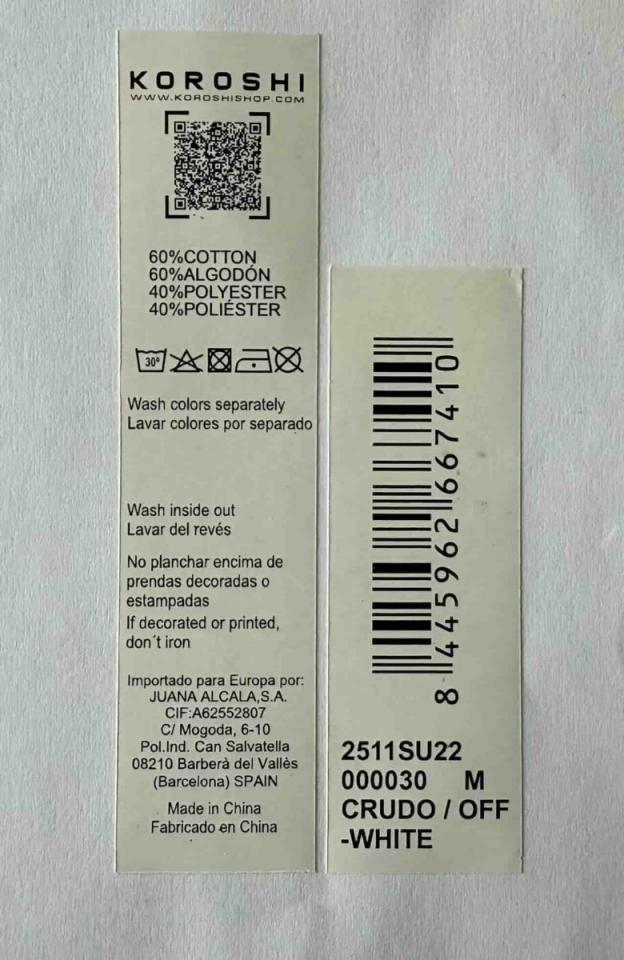 KOROSHI
WWW.KOROSHISHOP.COM
60%COTTON
60%ALGODÓN
40%POLYESTER
40%POLIÉSTER
30°
Wash colors separately
Lavar colores por separado
Wash inside out
Lavar del revés
No planchar encima de
prendas decoradas o
estampadas
If decorated or printed,
don´t iron
Importado para Europa por:
JUANA ALCALA,S.A.
CIF:A62552807
C/ Mogoda, 6-10
Pol.Ind. Can Salvatella
08210 Barberà del Vallès
(Barcelona) SPAIN
Made in China
Fabricado en China
8 445962 667410
2511SU22
000030 M
CRUDO / OFF
-WHITE